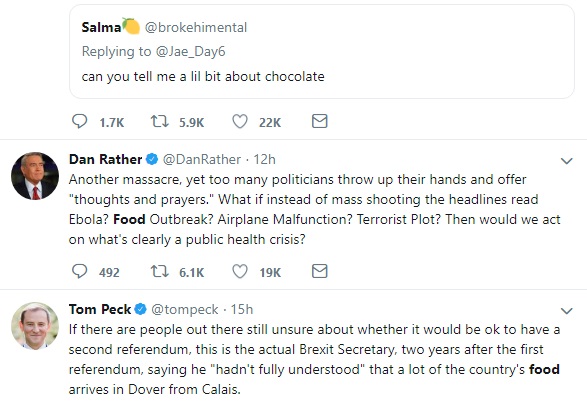 Salma🍋 @brokehimental
Replying to @Jae_Day6
can you tell me a lil bit about chocolate
1.7K 5.9K 22K
Dan Rather @DanRather · 12h
Another massacre, yet too many politicians throw up their hands and offer
"thoughts and prayers." What if instead of mass shooting the headlines read
Ebola? Food Outbreak? Airplane Malfunction? Terrorist Plot? Then would we act
on what's clearly a public health crisis?
492 6.1K 19K
Tom Peck @tompeck · 15h
If there are people out there still unsure about whether it would be ok to have a
second referendum, this is the actual Brexit Secretary, two years after the first
referendum, saying he "hadn't fully understood" that a lot of the country's food
arrives in Dover from Calais.